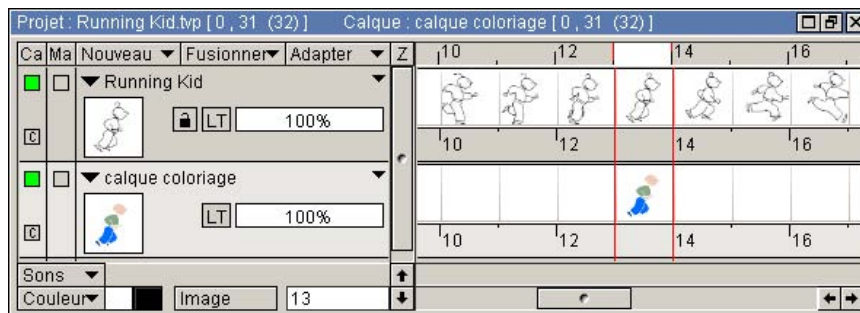 Projet : Running Kid.tvp [ 0 , 31 (32) ] Calque : calque coloriage [ 0 , 31 (32) ]
Ca Ma Nouveau Fusionner Adapter Z 10 12 14 16
Running Kid
LT 100%
C
10 12 14 16
calque coloriage
LT 100%
C
10 12 14 16
Sons
Couleur Image 13